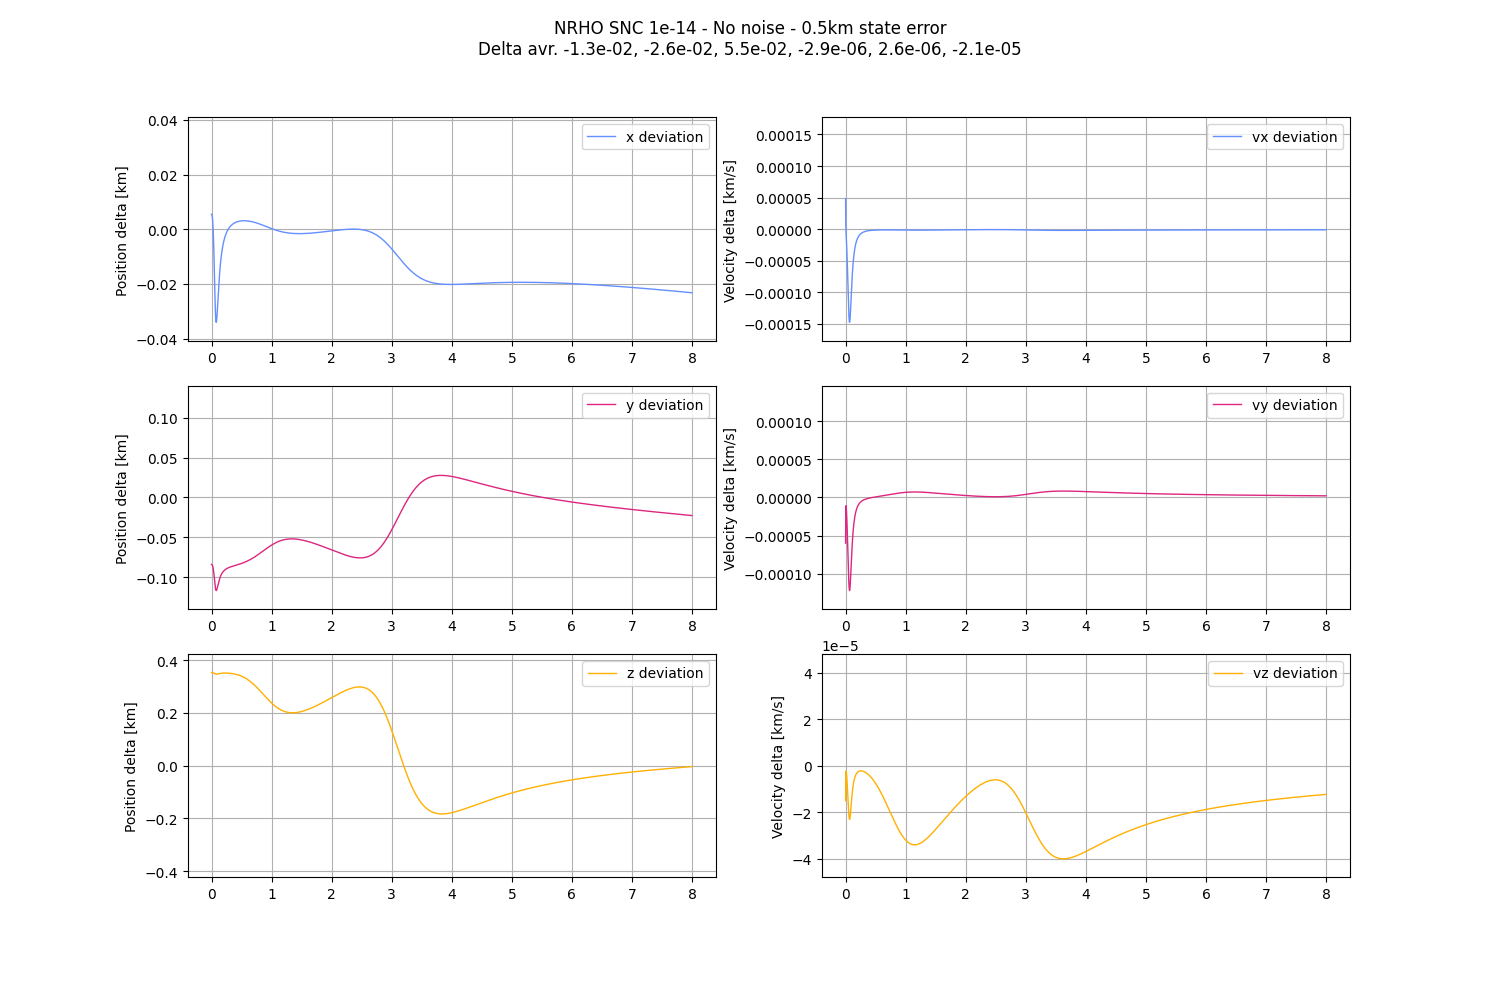 NRHO SNC 1e-14 - No noise - 0.5km state error
Delta avr. -1.3e-02, -2.6e-02, 5.5e-02, -2.9e-06, 2.6e-06, -2.1e-05
Position delta [km]
0.04
0.02
0.00
−0.02
−0.04
x deviation
0 1 2 3 4 5 6 7 8
Velocity delta [km/s]
0.00015
0.00010
0.00005
0.00000
−0.00005
−0.00010
−0.00015
vx deviation
0 1 2 3 4 5 6 7 8
Position delta [km]
0.10
0.05
0.00
−0.05
−0.10
y deviation
0 1 2 3 4 5 6 7 8
Velocity delta [km/s]
0.00010
0.00005
0.00000
−0.00005
−0.00010
vy deviation
0 1 2 3 4 5 6 7 8
Position delta [km]
0.4
0.2
0.0
−0.2
−0.4
z deviation
0 1 2 3 4 5 6 7 8
1e−5
Velocity delta [km/s]
4
2
0
−2
−4
vz deviation
0 1 2 3 4 5 6 7 8